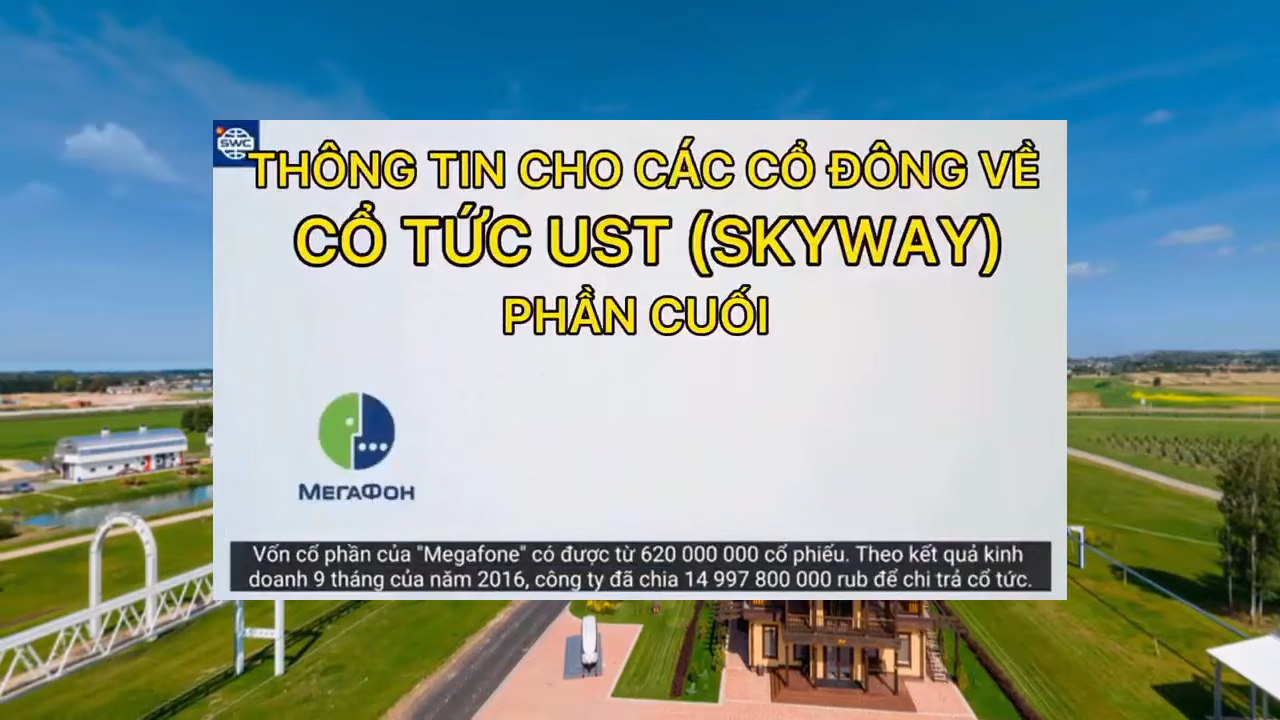 SWC
THÔNG TIN CHO CÁC CỔ ĐÔNG VỀ
CỔ TỨC UST (SKYWAY)
PHẦN CUỐI
МЕГАФОН
Vốn cổ phần của "Megafone" có được từ 620 000 000 cổ phiếu. Theo kết quả kinh
doanh 9 tháng của năm 2016, công ty đã chia 14 997 800 000 rub để chi trả cổ tức.